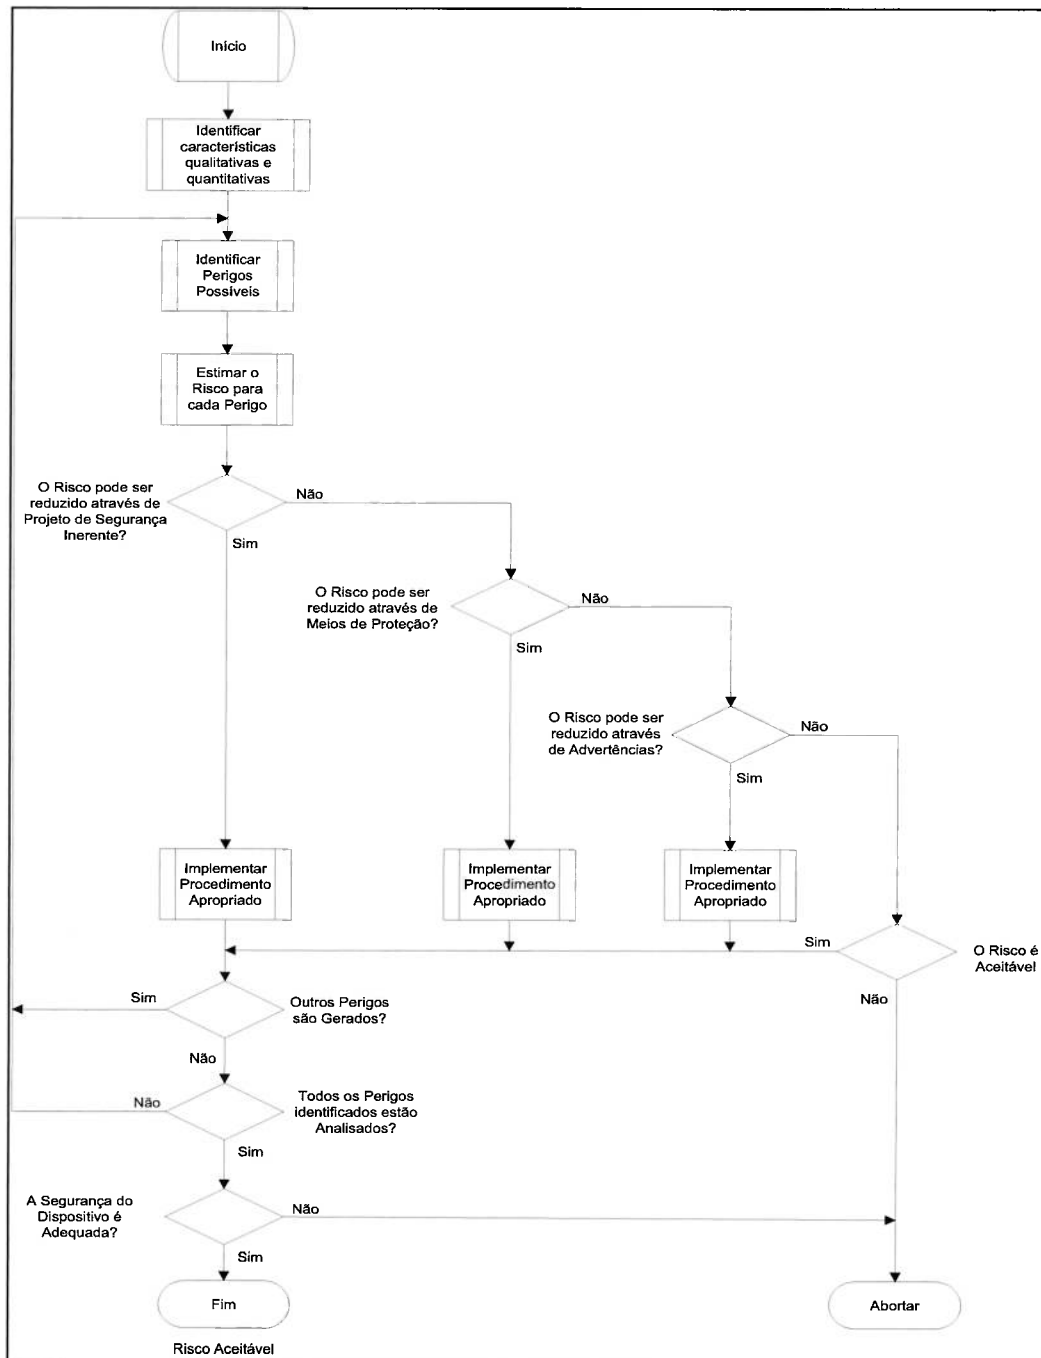 Início
Identificar
características
qualitativas e
quantitativas
Identificar
Perigos
Possíveis
Estimar o
Risco para
cada Perigo
O Risco pode ser
reduzido através de
Projeto de Segurança
Inerente?
Não
Sim
O Risco pode ser
reduzido através de
Meios de Proteção?
Não
Sim
O Risco pode ser
reduzido através
de Advertências?
Não
Sim
Implementar
Procedimento
Apropriado
Implementar
Procedimento
Apropriado
Implementar
Procedimento
Apropriado
Sim
O Risco é
Aceitável
Não
Sim
Outros Perigos
são Gerados?
Não
Não
Todos os Perigos
identificados estão
Analisados?
Sim
A Segurança do
Dispositivo é
Adequada?
Não
Sim
Fim
Abortar
Risco Aceitável